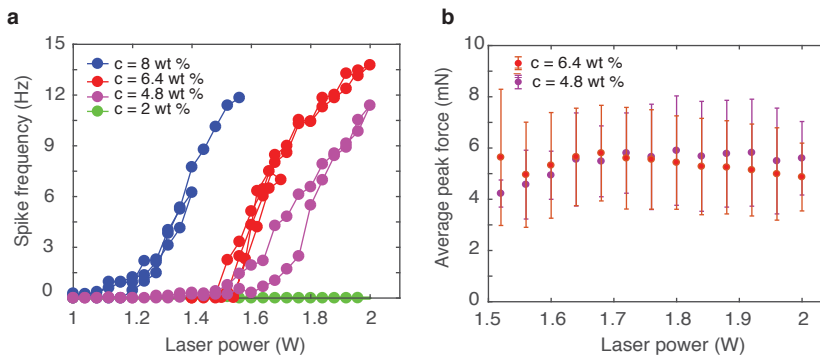 a
15
12
9
6
3
0
Spike frequency (Hz)
c = 8 wt %
c = 6.4 wt %
c = 4.8 wt %
c = 2 wt %
1
1.2
1.4
1.6
1.8
2
Laser power (W)
b
10
8
6
4
2
0
Average peak force (mN)
c = 6.4 wt %
c = 4.8 wt %
1.5
1.6
1.7
1.8
1.9
2
Laser power (W)